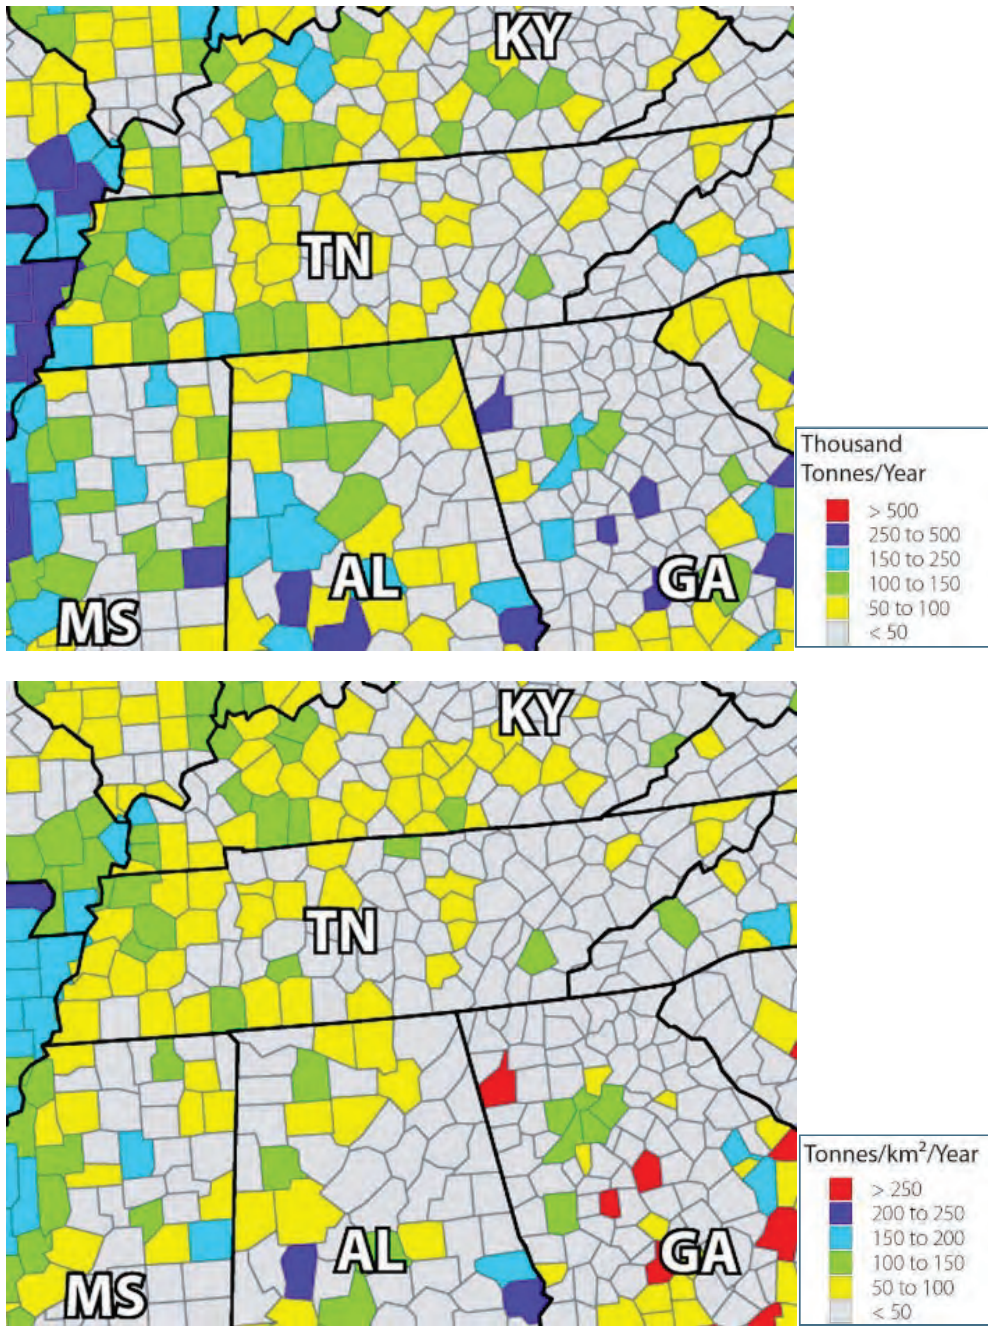 KY
TN
MS
AL
GA
Thousand
Tonnes/Year
> 500
250 to 500
150 to 250
100 to 150
50 to 100
< 50
KY
TN
MS
AL
GA
Tonnes/km²/Year
> 250
200 to 250
150 to 200
100 to 150
50 to 100
< 50